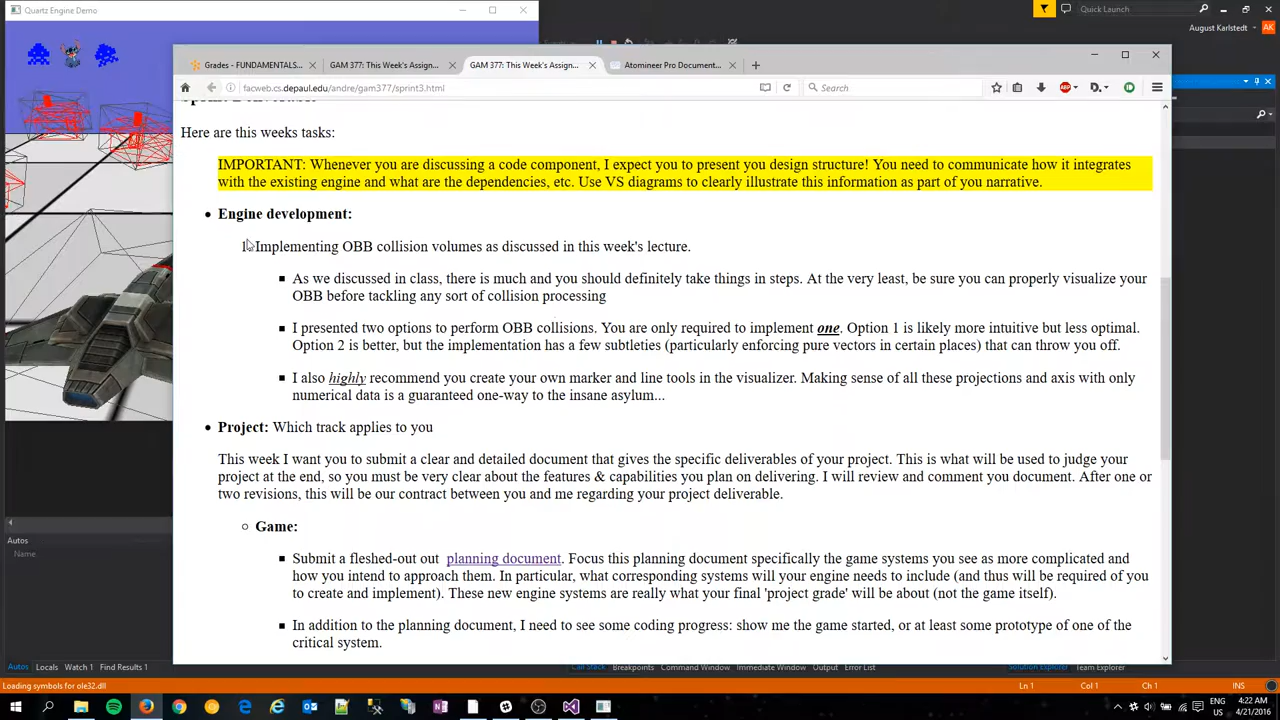 Quartz Engine Demo
Quick Launch
August Karlstedt
AK
Grades - FUNDAMENTALS...
GAM 377: This Week's Assign...
GAM 377: This Week's Assign...
Atomineer Pro Document...
facweb.cs.depaul.edu/andre/gam377/sprint3.html
Search
Here are this weeks tasks:
IMPORTANT: Whenever you are discussing a code component, I expect you to present you design structure! You need to communicate how it integrates
with the existing engine and what are the dependencies, etc. Use VS diagrams to clearly illustrate this information as part of you narrative.
Engine development:
1. Implementing OBB collision volumes as discussed in this week's lecture.
As we discussed in class, there is much and you should definitely take things in steps. At the very least, be sure you can properly visualize your
OBB before tackling any sort of collision processing
I presented two options to perform OBB collisions. You are only required to implement one. Option 1 is likely more intuitive but less optimal.
Option 2 is better, but the implementation has a few subtleties (particularly enforcing pure vectors in certain places) that can throw you off.
I also highly recommend you create your own marker and line tools in the visualizer. Making sense of all these projections and axis with only
numerical data is a guaranteed one-way to the insane asylum...
Project: Which track applies to you
This week I want you to submit a clear and detailed document that gives the specific deliverables of your project. This is what will be used to judge your
project at the end, so you must be very clear about the features & capabilities you plan on delivering. I will review and comment you document. After one or
two revisions, this will be our contract between you and me regarding your project deliverable.
Game:
Submit a fleshed-out out planning document. Focus this planning document specifically the game systems you see as more complicated and
how you intend to approach them. In particular, what corresponding systems will your engine needs to include (and thus will be required of you
to create and implement). These new engine systems are really what your final 'project grade' will be about (not the game itself).
In addition to the planning document, I need to see some coding progress: show me the game started, or at least some prototype of one of the
critical system.
Autos
Name
Autos Locals Watch 1 Find Results 1
Call Stack Breakpoints Command Window Immediate Window Output Error List
Solution Explorer Team Explorer
Loading symbols for ole32.dll
Ln 1 Col 1 Ch 1 INS
ENG
US
4:22 AM
4/21/2016